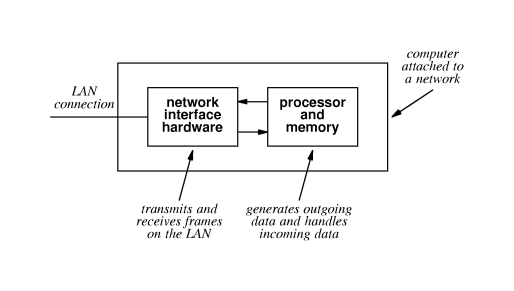 computer
attached to
a network
LAN
connection
network
interface
hardware
processor
and
memory
transmits and
receives frames
on the LAN
generates outgoing
data and handles
incoming data